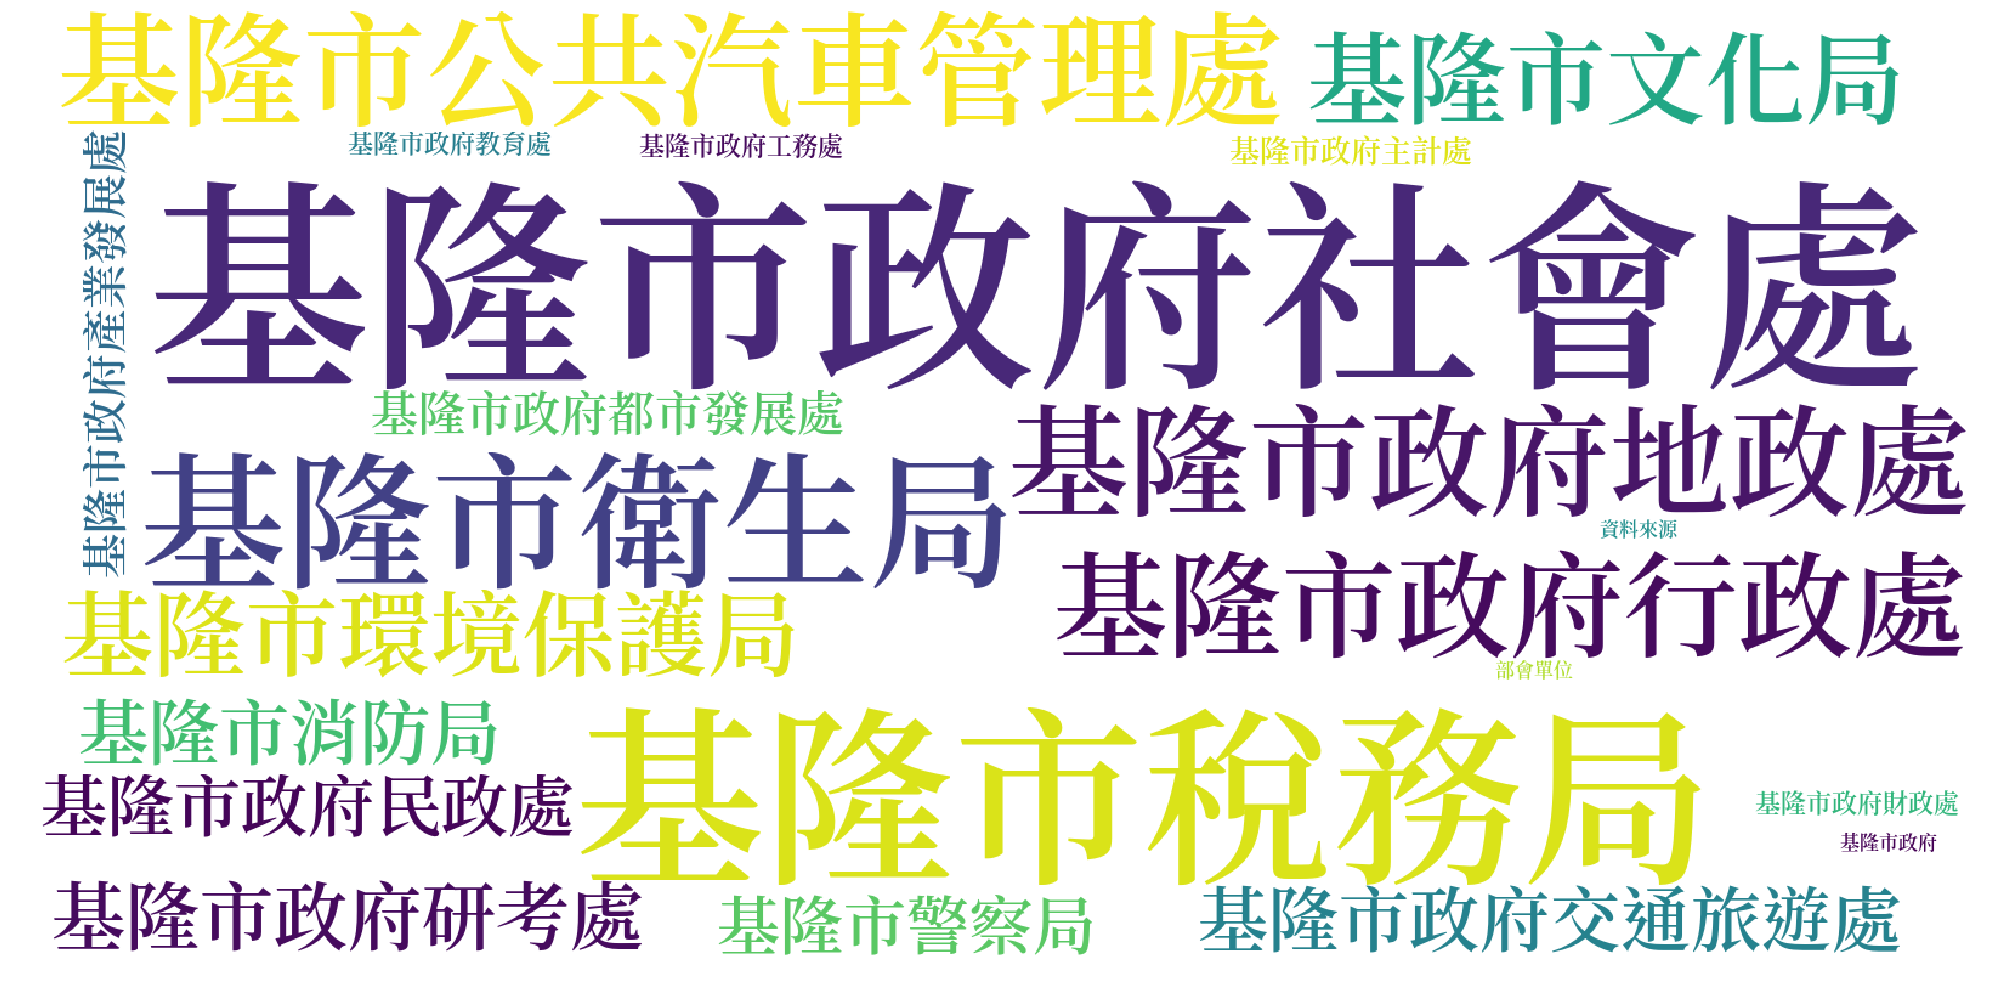 基隆市公共汽車管理處
基隆市文化局
基隆市政府教育處
基隆市政府工務處
基隆市政府主計處
基隆市政府產業發展處
基隆市政府社會處
基隆市政府都市發展處
基隆市政府地政處
基隆市衛生局
資料來源
基隆市政府行政處
基隆市環境保護局
部會單位
基隆市消防局
基隆市稅務局
基隆市政府民政處
基隆市政府財政處
基隆市政府
基隆市政府研考處
基隆市警察局
基隆市政府交通旅遊處